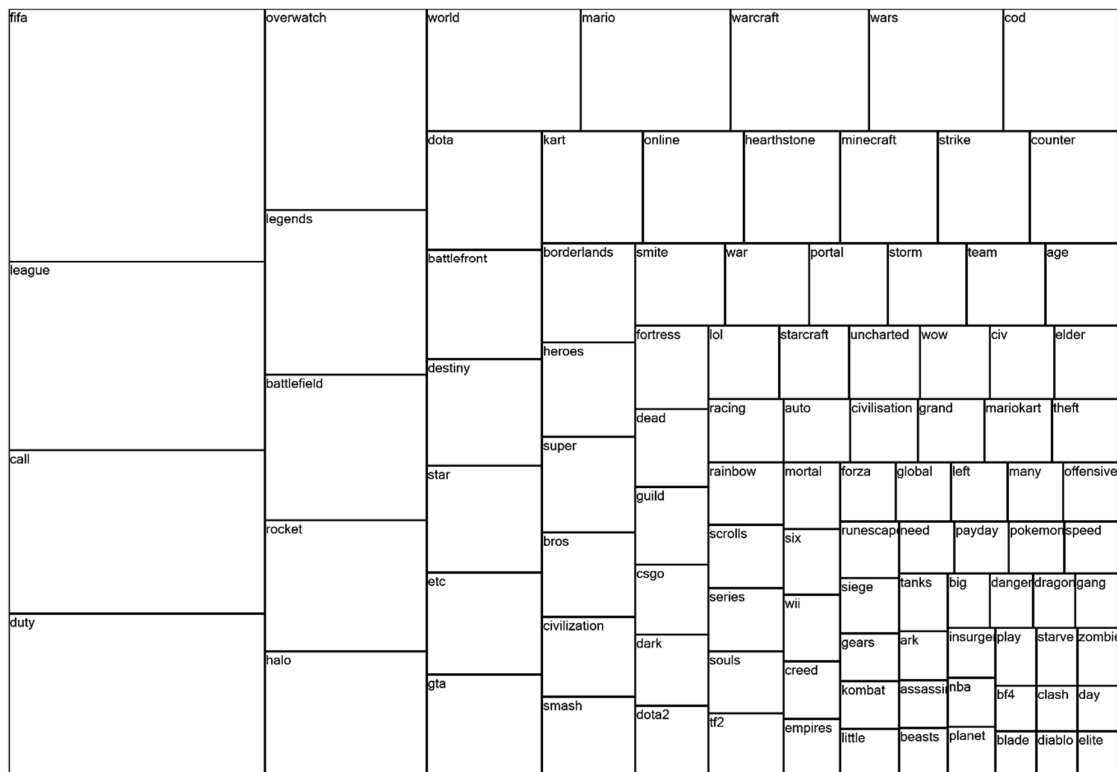 fifa
league
call
duty
overwatch
legends
battlefield
rocket
halo
world
mario
warcraft
wars
cod
dota
battlefront
destiny
star
etc
gta
kart
online
hearthstone
minecraft
strike
counter
borderlands
heroes
super
bros
civilization
smash
smite
war
portal
storm
team
age
fortress
dead
guild
csgo
dark
dota2
lol
starcraft
uncharted
wow
civ
elder
racing
auto
civilisation
grand
mariokart
theft
rainbow
scrolls
series
souls
tf2
mortal
six
wii
creed
empires
forza
global
left
many
offensive
runescape
siege
gears
kombat
little
need
payday
pokemon
speed
tanks
ark
assassi
beasts
big
danger
dragon
gang
insurge
nba
planet
play
starve
zombie
bf4
clash
day
blade
diablo
elite